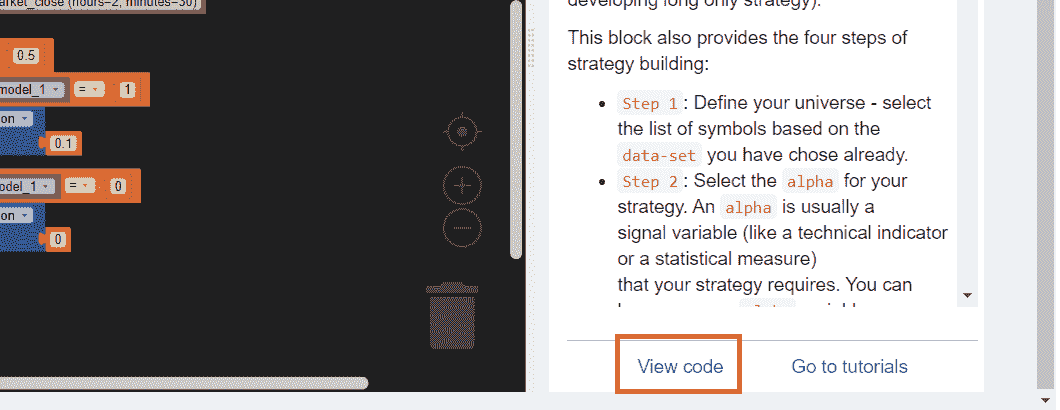 market_close (hours=2, minutes=30)
0.5
model_1 = 1
on
0.1
model_1 = 0
on
0
developing long only strategy).
This block also provides the four steps of
strategy building:
Step 1: Define your universe - select
the list of symbols based on the
data-set you have chose already.
Step 2: Select the alpha for your
strategy. An alpha is usually a
signal variable (like a technical indicator
or a statistical measure)
that your strategy requires. You can
View code
Go to tutorials